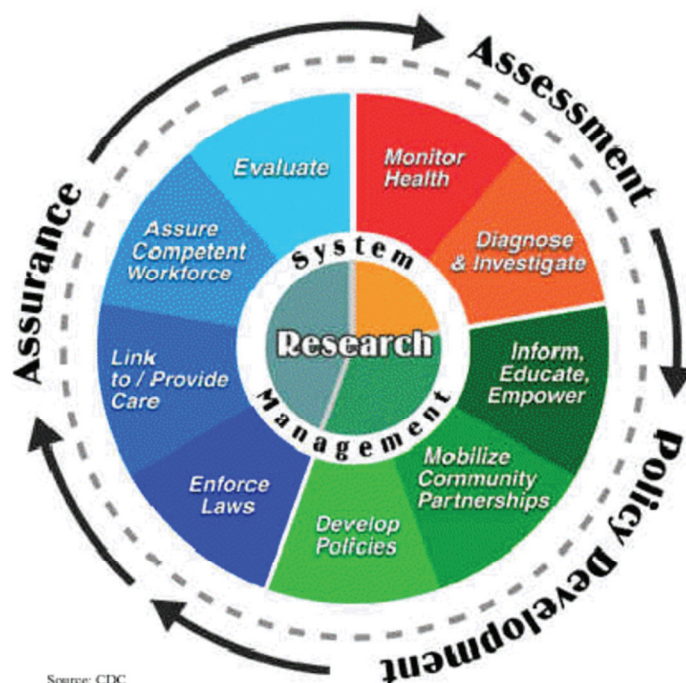 Assessment
Policy Development
Assurance
Monitor
Health
Diagnose
& Investigate
Inform,
Educate,
Empower
Mobilize
Community
Partnerships
Develop
Policies
Enforce
Laws
Link
to / Provide
Care
Assure
Competent
Workforce
Evaluate
System
Management
Research
Source: CDC